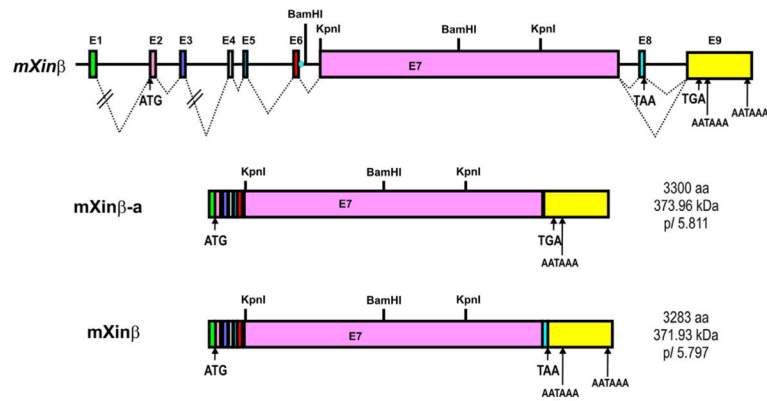 BamHI
E1 E2 E3 E4 E5 E6 KpnI BamHI KpnI E8 E9
mXinβ
E7
ATG TAA TGA
AATAAA AATAAA
KpnI BamHI KpnI
mXinβ-a
E7
3300 aa
373.96 kDa
pI 5.811
ATG TGA
AATAAA
KpnI BamHI KpnI
mXinβ
E7
3283 aa
371.93 kDa
pI 5.797
ATG TAA
AATAAA AATAAA